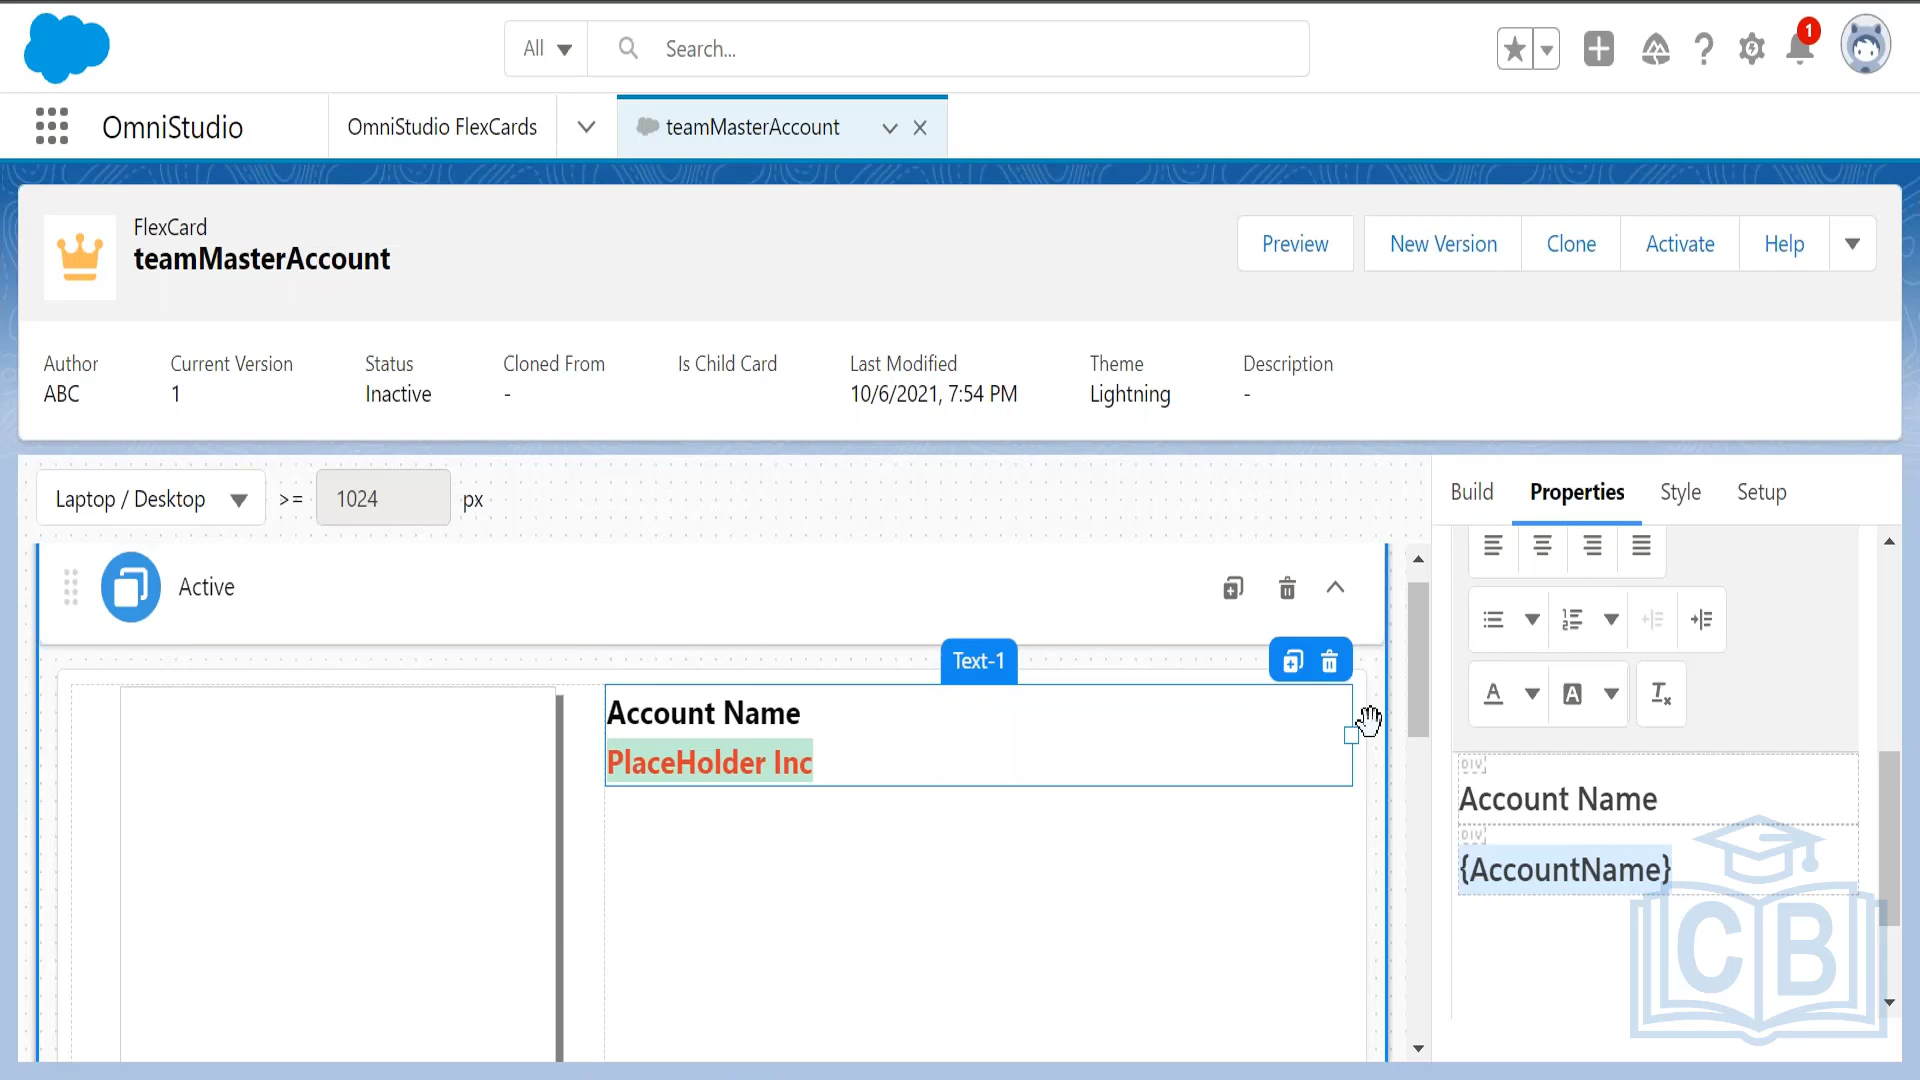 All
Search...
1
OmniStudio
OmniStudio FlexCards
teamMasterAccount
FlexCard
teamMasterAccount
Preview
New Version
Clone
Activate
Help
Author
Current Version
Status
Cloned From
Is Child Card
Last Modified
Theme
Description
ABC
1
Inactive
-
10/6/2021, 7:54 PM
Lightning
-
Laptop / Desktop
>=
1024
px
Build
Properties
Style
Setup
Active
Text-1
Account Name
PlaceHolder Inc
DIV
Account Name
DIV
{AccountName}
CB